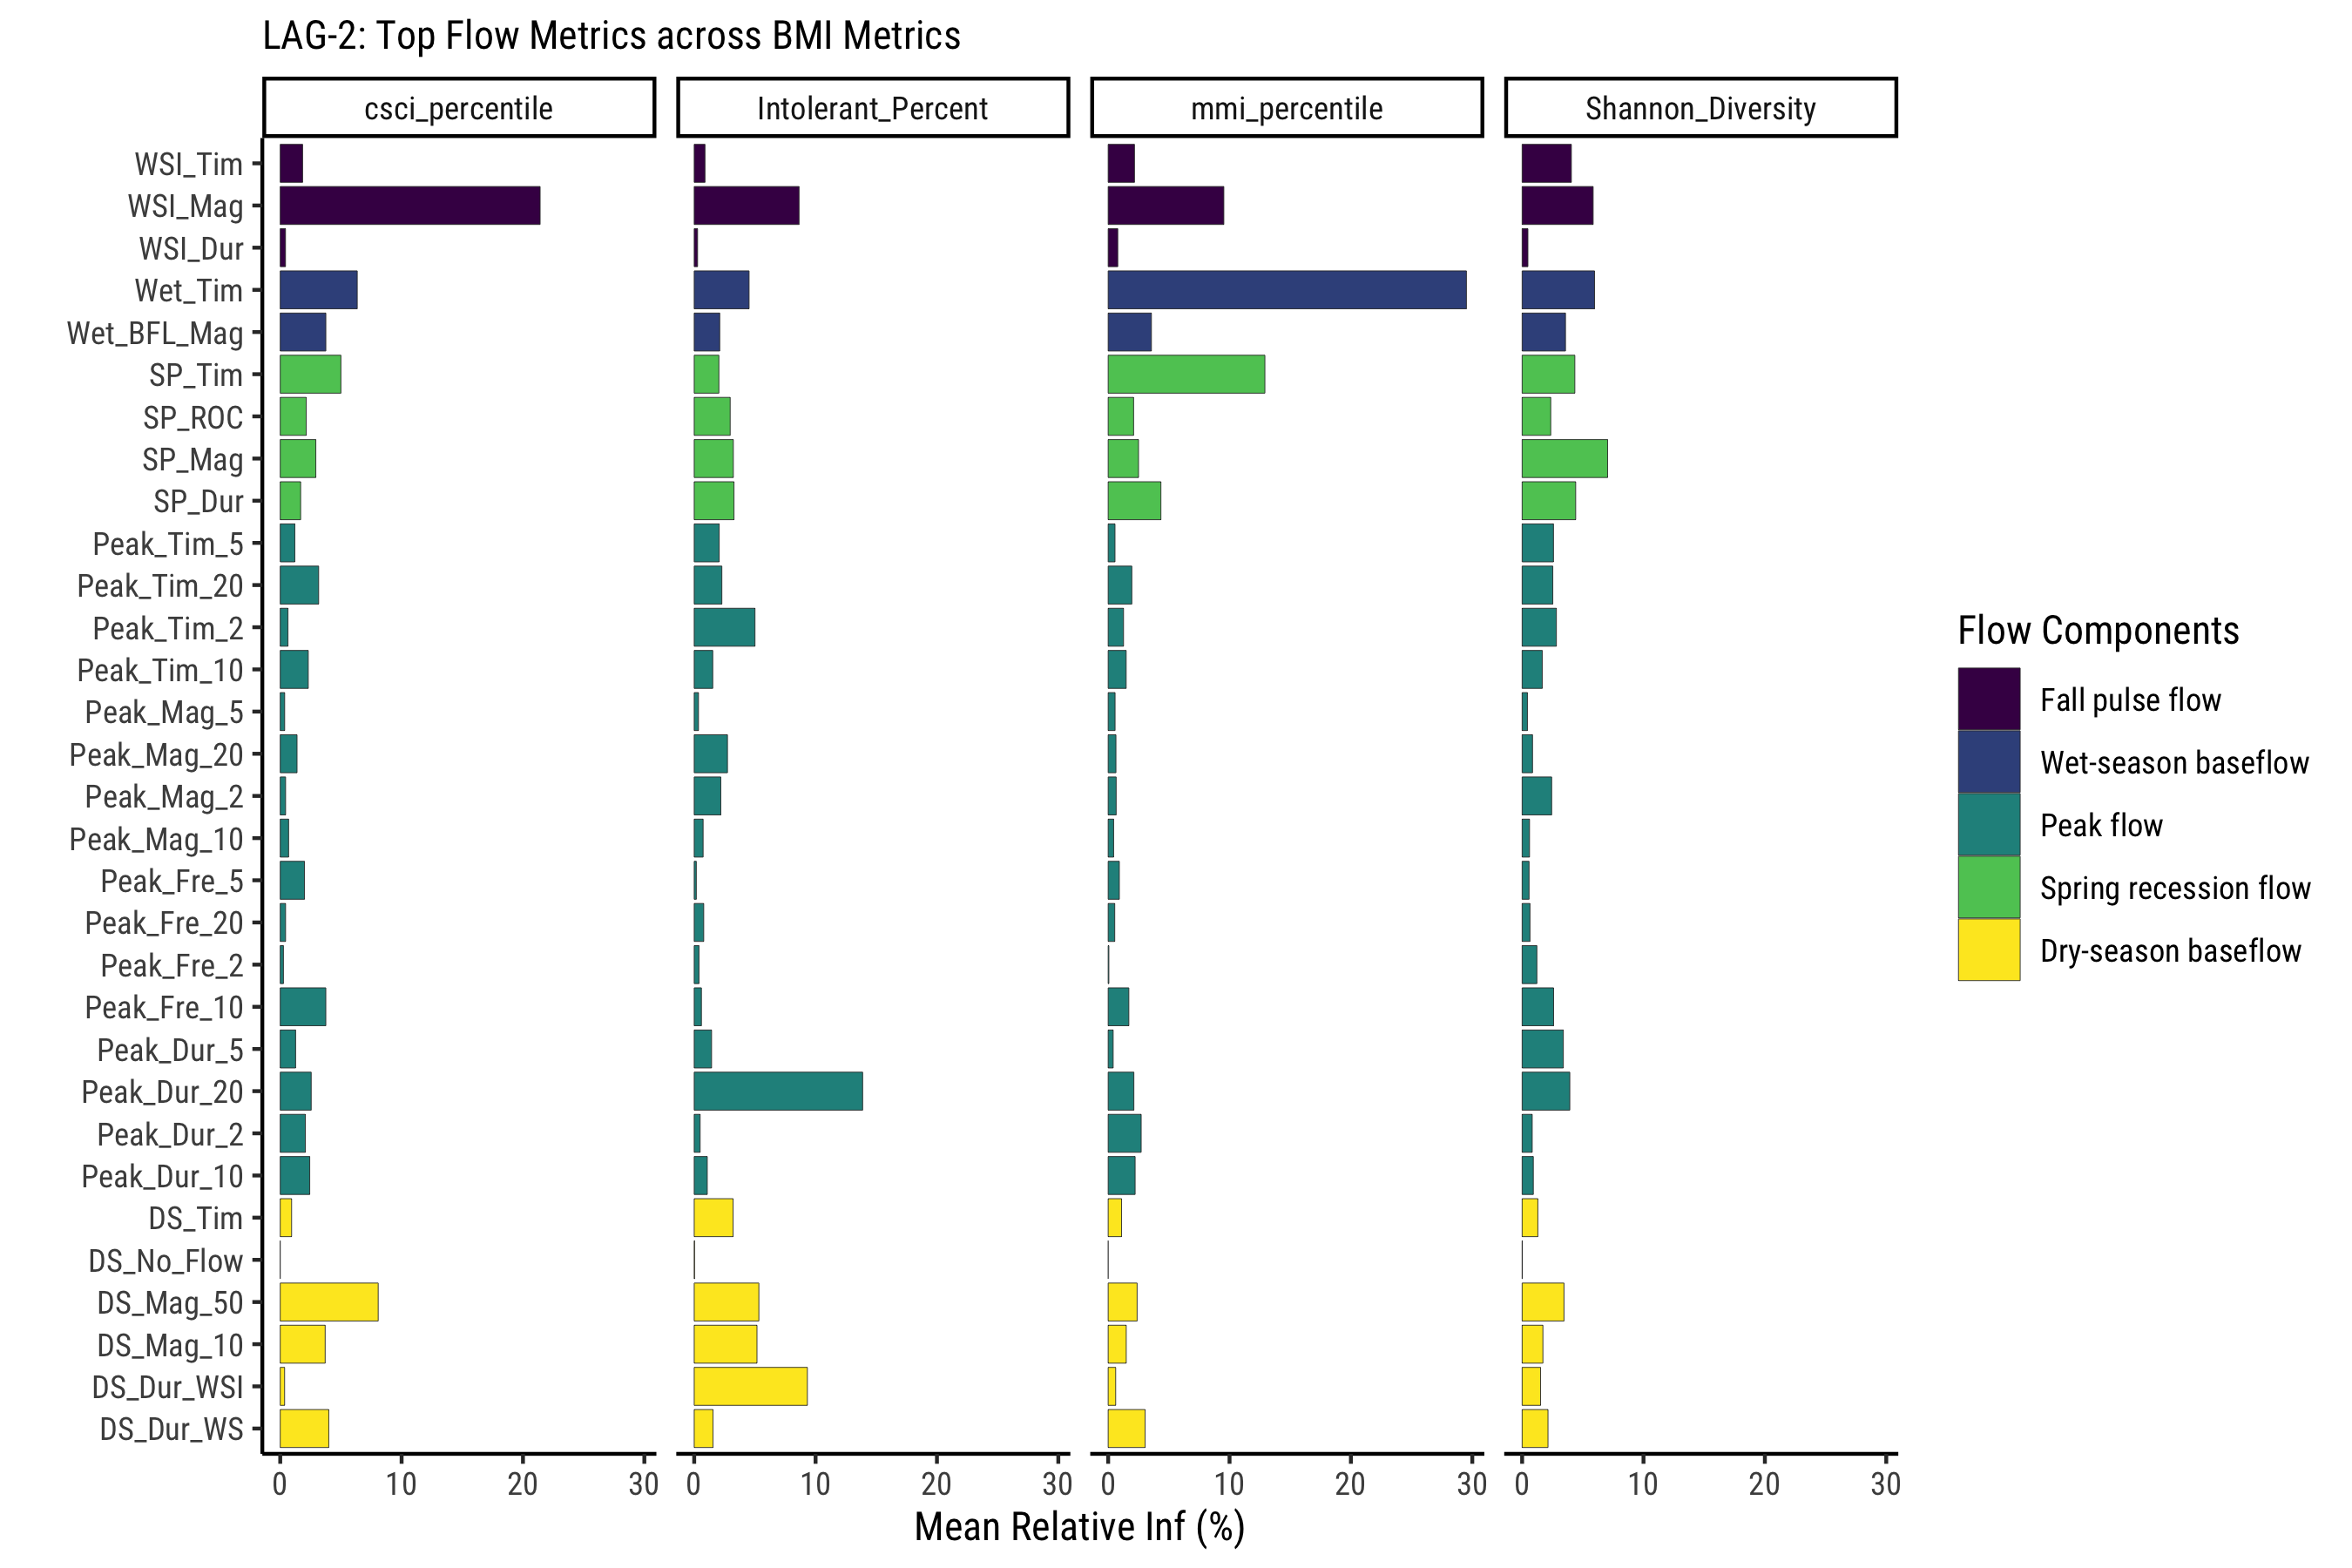 LAG-2: Top Flow Metrics across BMI Metrics
csci_percentile Intolerant_Percent mmi_percentile Shannon_Diversity
WSI_Tim
WSI_Mag
WSI_Dur
Wet_Tim
Wet_BFL_Mag
SP_Tim
SP_ROC
SP_Mag
SP_Dur
Peak_Tim_5
Peak_Tim_20
Peak_Tim_2
Peak_Tim_10
Peak_Mag_5
Peak_Mag_20
Peak_Mag_2
Peak_Mag_10
Peak_Fre_5
Peak_Fre_20
Peak_Fre_2
Peak_Fre_10
Peak_Dur_5
Peak_Dur_20
Peak_Dur_2
Peak_Dur_10
DS_Tim
DS_No_Flow
DS_Mag_50
DS_Mag_10
DS_Dur_WSI
DS_Dur_WS
0 10 20 30 0 10 20 30 0 10 20 30 0 10 20 30
Mean Relative Inf (%)
Flow Components
Fall pulse flow
Wet-season baseflow
Peak flow
Spring recession flow
Dry-season baseflow